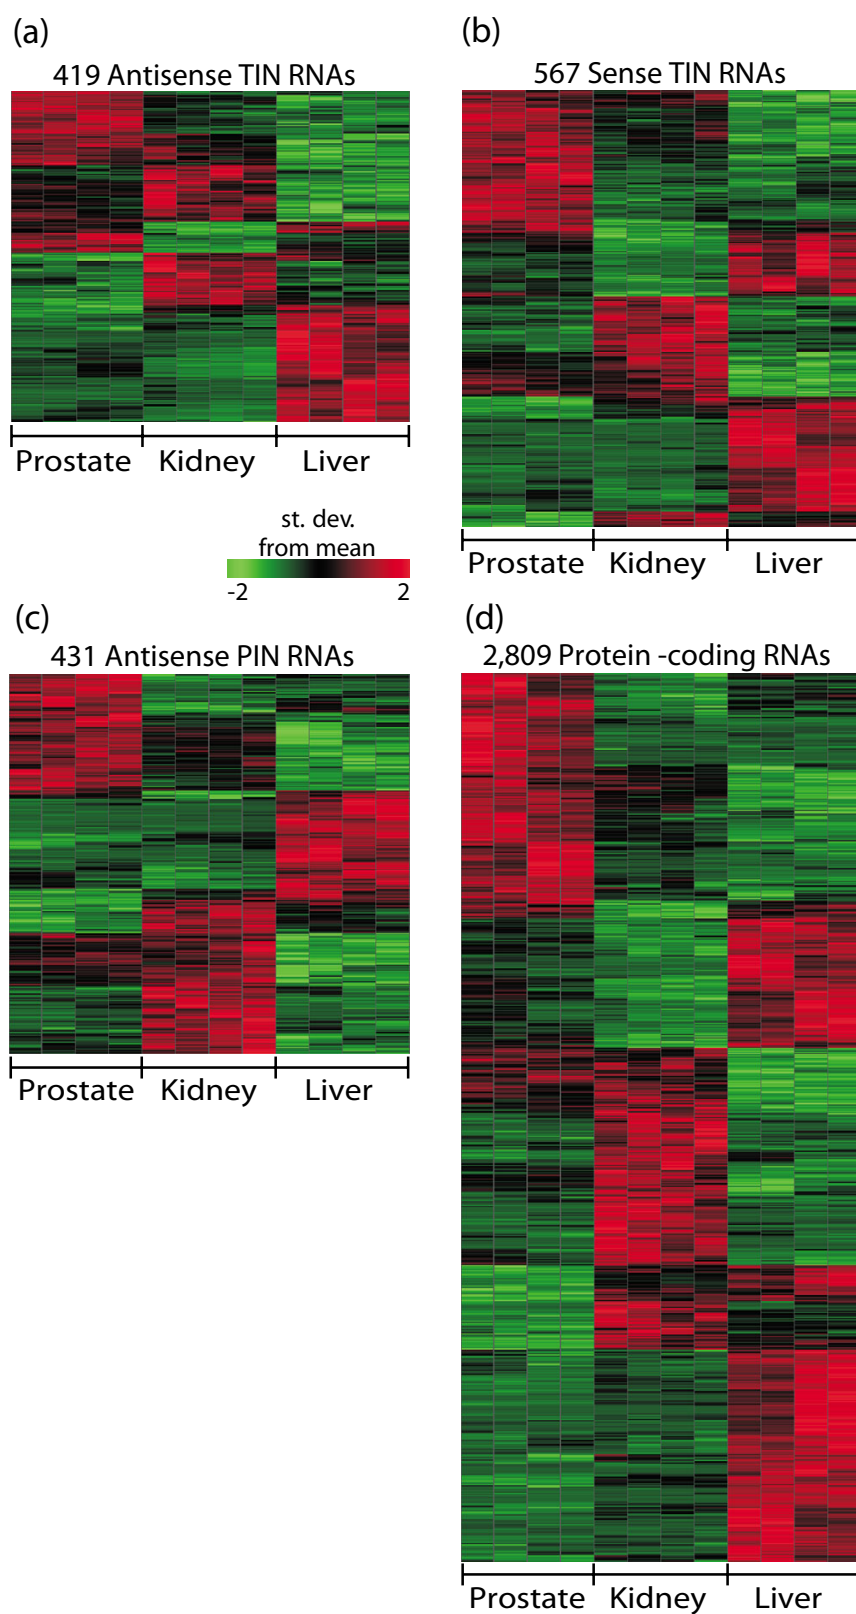 (a)
419 Antisense TIN RNAs
Prostate Kidney Liver
(b)
567 Sense TIN RNAs
Prostate Kidney Liver
st. dev.
from mean
-2 2
(c)
431 Antisense PIN RNAs
Prostate Kidney Liver
(d)
2,809 Protein -coding RNAs
Prostate Kidney Liver